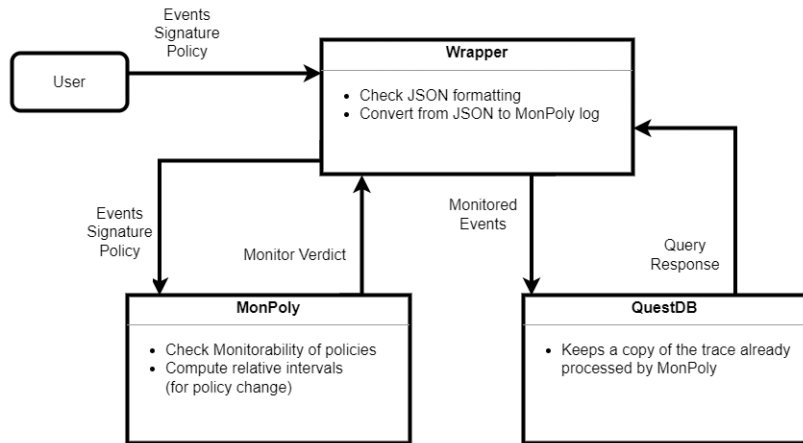 Events
Signature
Policy
User
Wrapper
• Check JSON formatting
• Convert from JSON to MonPoly log
Events
Signature
Policy
Monitor Verdict
Monitored
Events
Query
Response
MonPoly
• Check Monitorability of policies
• Compute relative intervals
(for policy change)
QuestDB
• Keeps a copy of the trace already
processed by MonPoly